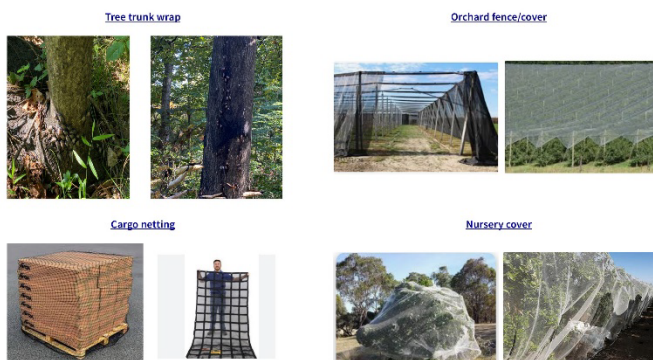 Tree trunk wrap
Orchard fence/cover
Cargo netting
Nursery cover